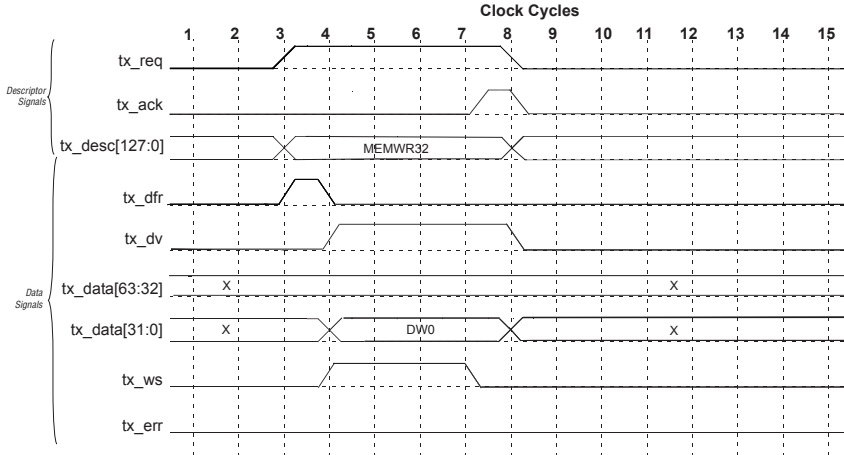 Clock Cycles
1 2 3 4 5 6 7 8 9 10 11 12 13 14 15
tx_req
Descriptor
Signals
tx_ack
tx_desc[127:0]
MEMWR32
tx_dfr
tx_dv
Data
Signals
tx_data[63:32]
X X
tx_data[31:0]
X DW0 X
tx_ws
tx_err